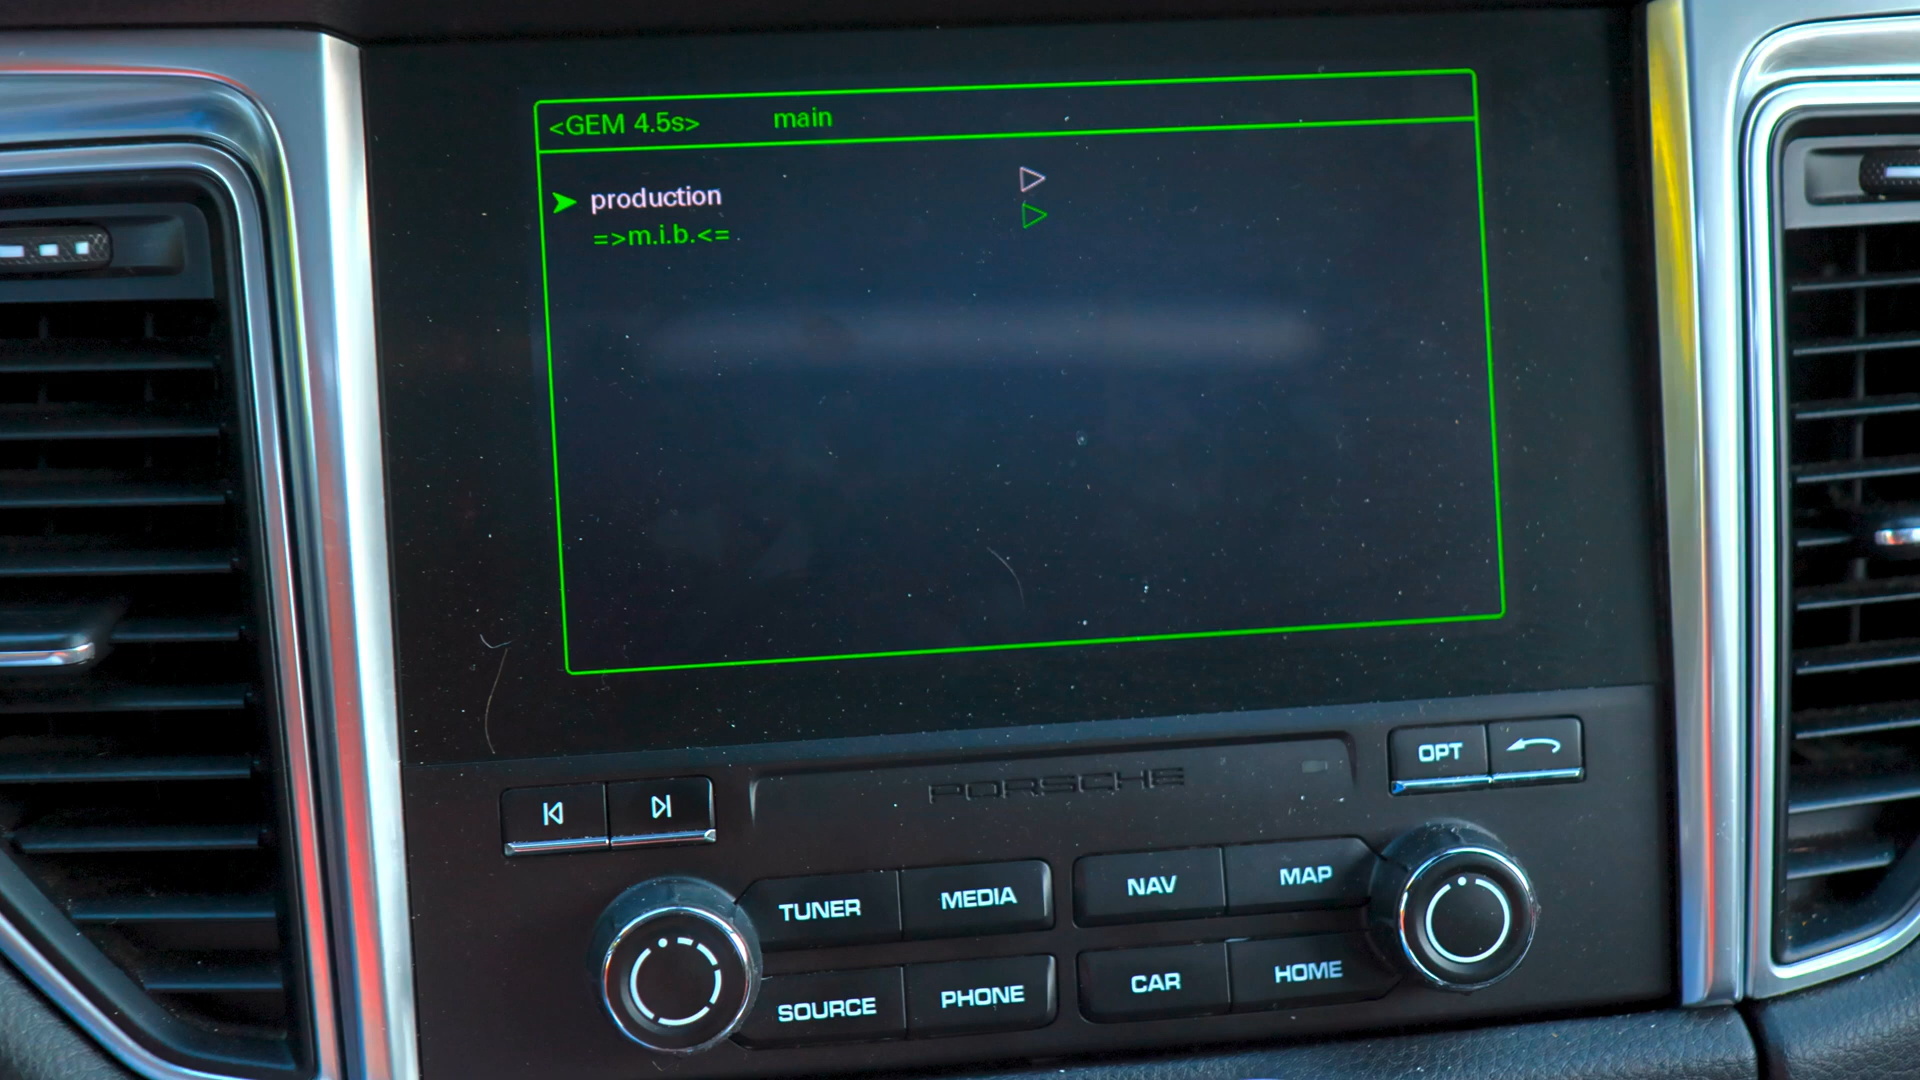 <GEM 4.5s> main
production
=>m.i.b.<=
PORSCHE
OPT
TUNER MEDIA NAV MAP
SOURCE PHONE CAR HOME